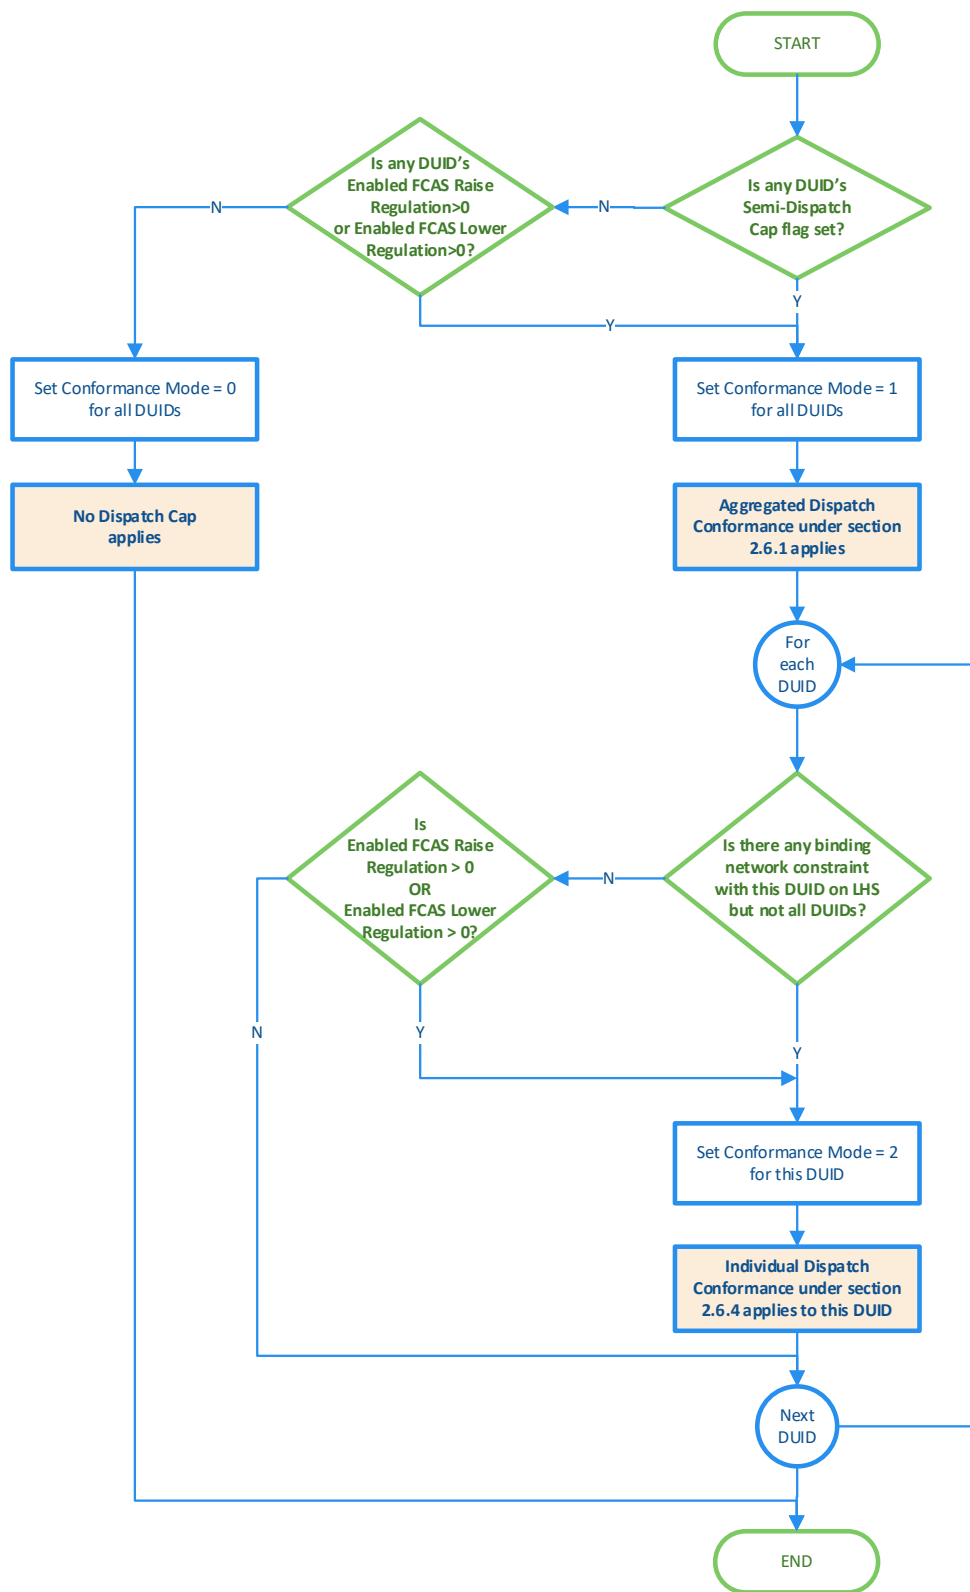 START
Is any DUID's
Semi-Dispatch
Cap flag set?
N
Is any DUID's
Enabled FCAS Raise
Regulation>0
or Enabled FCAS Lower
Regulation>0?
N
Y
Y
Set Conformance Mode = 0
for all DUIDs
Set Conformance Mode = 1
for all DUIDs
No Dispatch Cap
applies
Aggregated Dispatch
Conformance under section
2.6.1 applies
For
each
DUID
Is there any binding
network constraint
with this DUID on LHS
but not all DUIDs?
N
Is
Enabled FCAS Raise
Regulation > 0
OR
Enabled FCAS Lower
Regulation > 0?
N
Y
Y
Set Conformance Mode = 2
for this DUID
Individual Dispatch
Conformance under section
2.6.4 applies to this DUID
Next
DUID
END